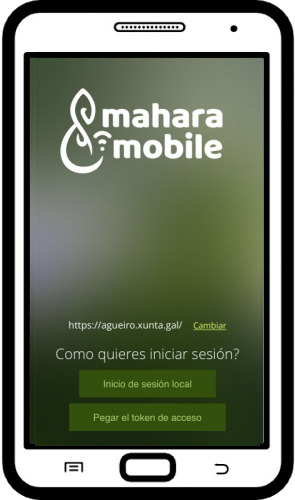 mahara
mobile
https://agueiro.xunta.gal/ Cambiar
Como quieres iniciar sesión?
Inicio de sesión local
Pegar el token de acceso